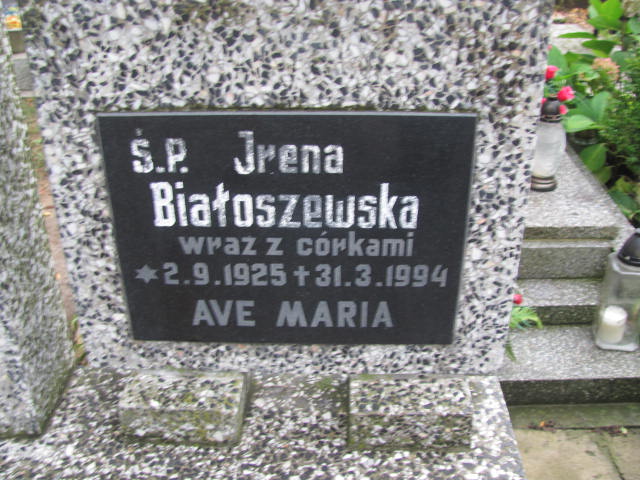 Ś.P. Jrena
Białoszewska
wraz z córkami
✶2.9.1925 + 31.3.1994
AVE MARIA